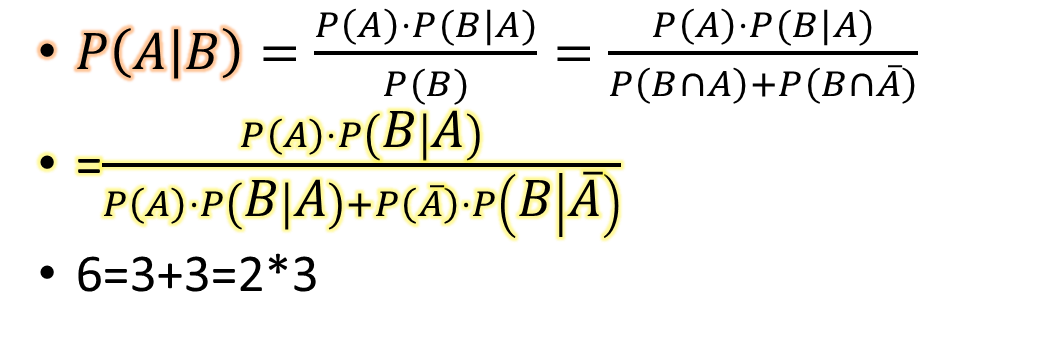 • P(A|B) = P(A)·P(B|A) / P(B) = P(A)·P(B|A) / P(B∩A)+P(B∩Ā)
• = P(A)·P(B|A) / P(A)·P(B|A)+P(Ā)·P(B|Ā)
• 6=3+3=2*3